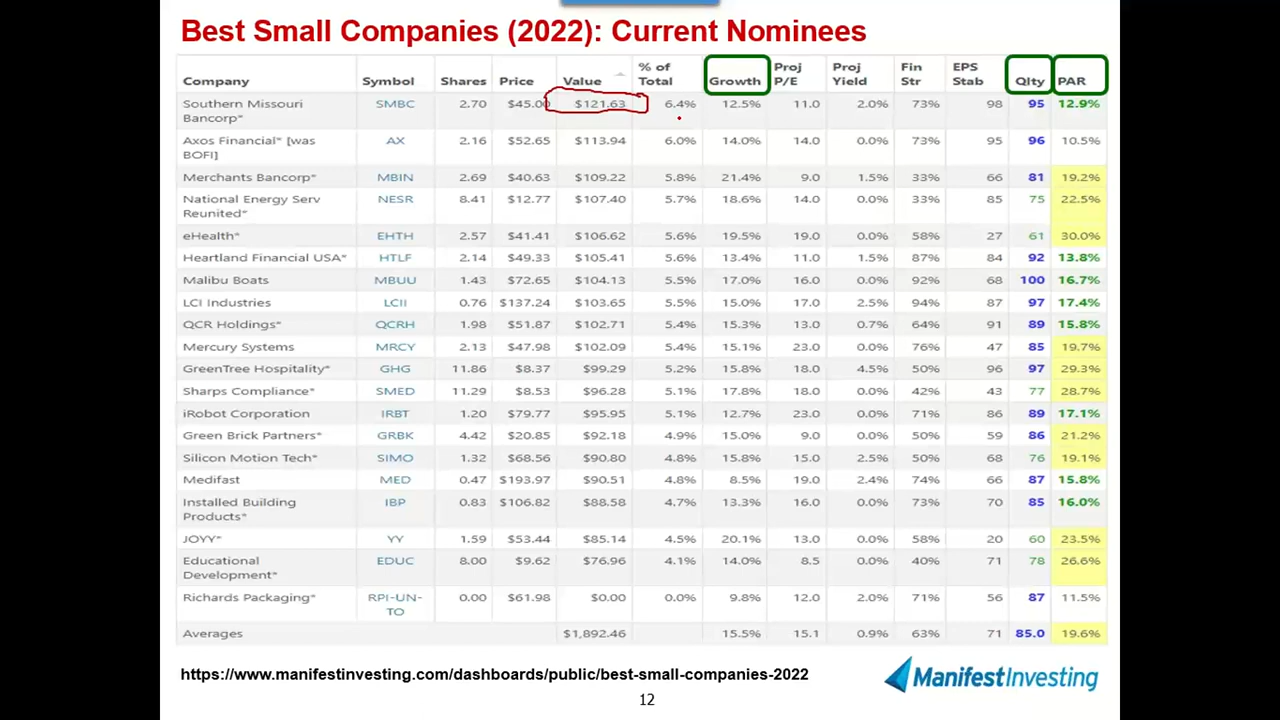 Best Small Companies (2022): Current Nominees
Company Symbol Shares Price Value % of Total Growth Proj P/E Proj Yield Fin Str EPS Stab Qlty PAR
Southern Missouri Bancorp* SMBC 2.70 $45.00 $121.63 6.4% 12.5% 11.0 2.0% 73% 98 95 12.9%
Axos Financial* [was BOFI] AX 2.16 $52.65 $113.94 6.0% 14.0% 14.0 0.0% 73% 95 96 10.5%
Merchants Bancorp* MBIN 2.69 $40.63 $109.22 5.8% 21.4% 9.0 1.5% 33% 66 81 19.2%
National Energy Serv Reunited* NESR 8.41 $12.77 $107.40 5.7% 18.6% 14.0 0.0% 33% 85 75 22.5%
eHealth* EHTH 2.57 $41.41 $106.62 5.6% 19.5% 19.0 0.0% 58% 27 61 30.0%
Heartland Financial USA* HTLF 2.14 $49.33 $105.41 5.6% 13.4% 11.0 1.5% 87% 84 92 13.8%
Malibu Boats MBUU 1.43 $72.65 $104.13 5.5% 17.0% 16.0 0.0% 92% 68 100 16.7%
LCI Industries LCII 0.76 $137.24 $103.65 5.5% 15.0% 17.0 2.5% 94% 87 97 17.4%
QCR Holdings* QCRH 1.98 $51.87 $102.71 5.4% 15.3% 13.0 0.7% 64% 91 89 15.8%
Mercury Systems MRCY 2.13 $47.98 $102.09 5.4% 15.1% 23.0 0.0% 76% 47 85 19.7%
GreenTree Hospitality* GHG 11.86 $8.37 $99.29 5.2% 15.8% 18.0 4.5% 50% 96 97 29.3%
Sharps Compliance* SMED 11.29 $8.53 $96.28 5.1% 17.8% 18.0 0.0% 42% 43 77 28.7%
iRobot Corporation IRBT 1.20 $79.77 $95.95 5.1% 12.7% 23.0 0.0% 71% 86 89 17.1%
Green Brick Partners* GRBK 4.42 $20.85 $92.18 4.9% 15.0% 9.0 0.0% 50% 59 86 21.2%
Silicon Motion Tech* SIMO 1.32 $68.56 $90.80 4.8% 15.8% 15.0 2.5% 50% 68 76 19.1%
Medifast MED 0.47 $193.97 $90.51 4.8% 8.5% 19.0 2.4% 74% 66 87 15.8%
Installed Building Products* IBP 0.83 $106.82 $88.58 4.7% 13.3% 16.0 0.0% 73% 70 85 16.0%
JOYY* YY 1.59 $53.44 $85.14 4.5% 20.1% 13.0 0.0% 58% 20 60 23.5%
Educational Development* EDUC 8.00 $9.62 $76.96 4.1% 14.0% 8.5 0.0% 40% 71 78 26.6%
Richards Packaging* RPI-UN-TO 0.00 $61.98 $0.00 0.0% 9.8% 12.0 2.0% 71% 56 87 11.5%
Averages $1,892.46 15.5% 15.1 0.9% 63% 71 85.0 19.6%
https://www.manifestinvesting.com/dashboards/public/best-small-companies-2022
ManifestInvesting
12